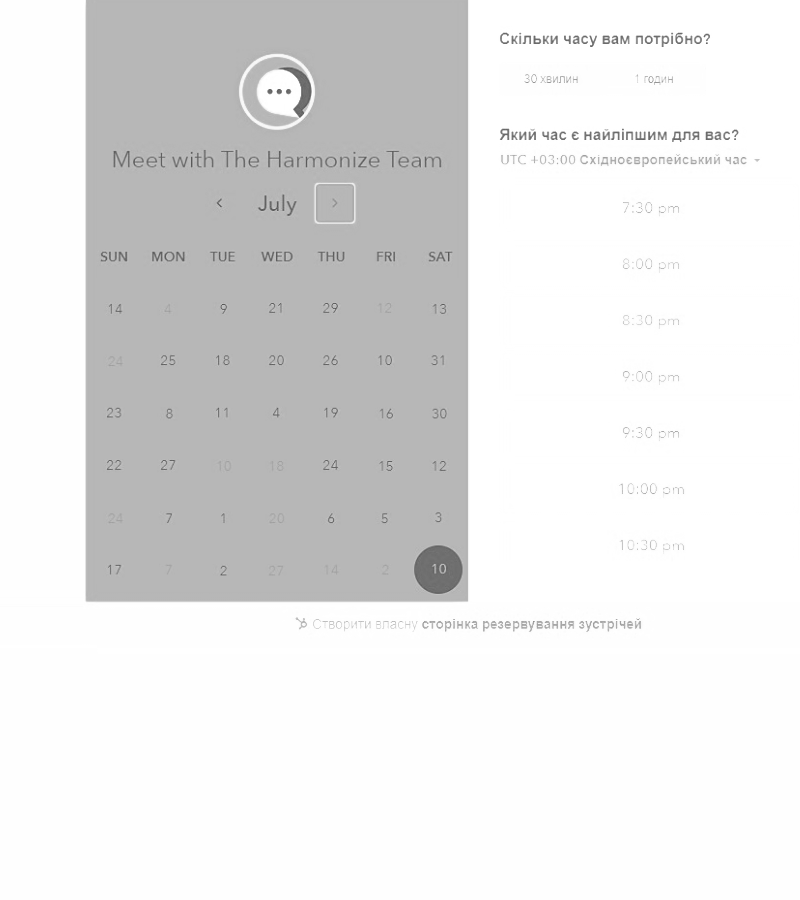 Meet with The Harmonize Team
July
SUN MON TUE WED THU FRI SAT
14 4 9 21 29 12 13
24 25 18 20 26 10 31
23 8 11 4 19 16 30
22 27 10 18 24 15 12
24 7 1 20 6 5 3
17 7 2 27 14 2 10
Скільки часу вам потрібно?
30 хвилин 1 годин
Який час є найліпшим для вас?
UTC +03:00 Східноєвропейський час
7:30 pm
8:00 pm
8:30 pm
9:00 pm
9:30 pm
10:00 pm
10:30 pm
Створити власну сторінка резервування зустрічей